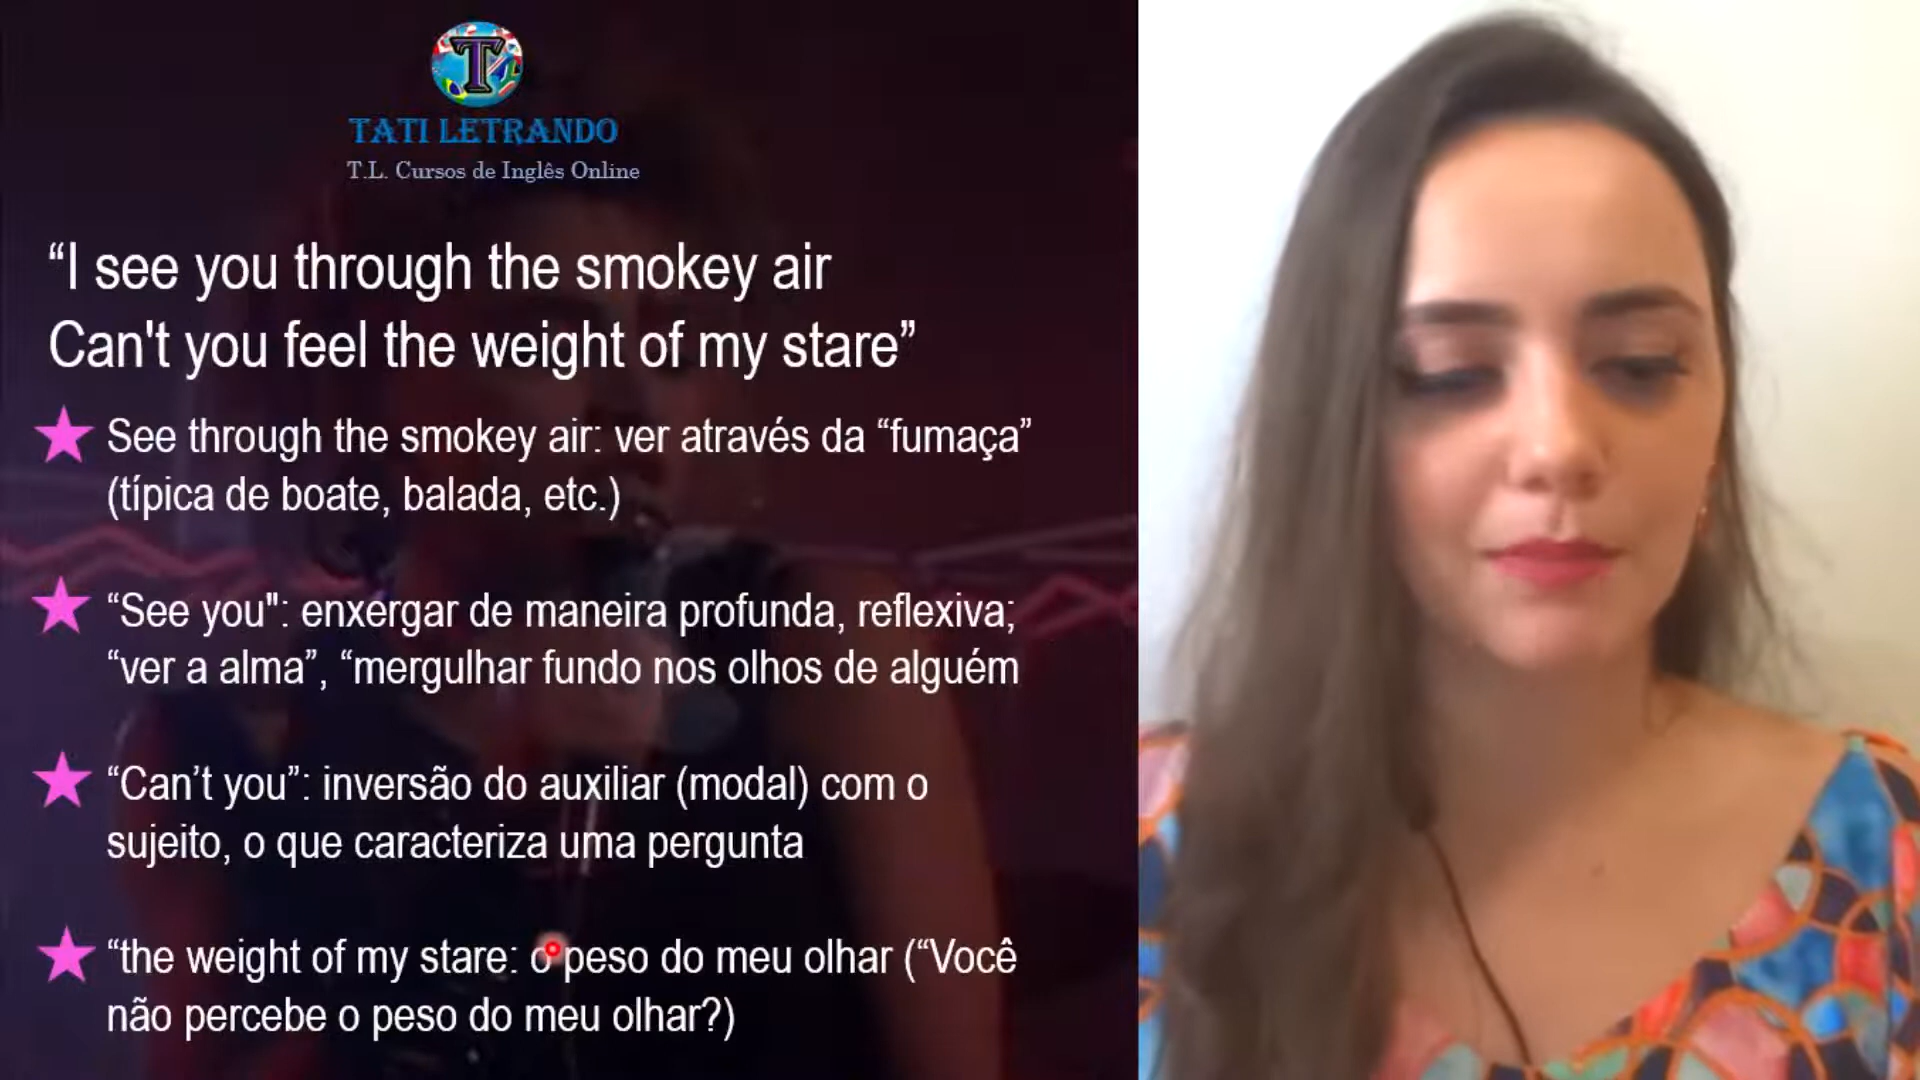 T
TATI LETRANDO
T.L. Cursos de Inglês Online
“I see you through the smokey air
Can't you feel the weight of my stare”
See through the smokey air: ver através da “fumaça”
(típica de boate, balada, etc.)
“See you": enxergar de maneira profunda, reflexiva;
“ver a alma”, “mergulhar fundo nos olhos de alguém
“Can’t you”: inversão do auxiliar (modal) com o
sujeito, o que caracteriza uma pergunta
“the weight of my stare: o peso do meu olhar (“Você
não percebe o peso do meu olhar?)